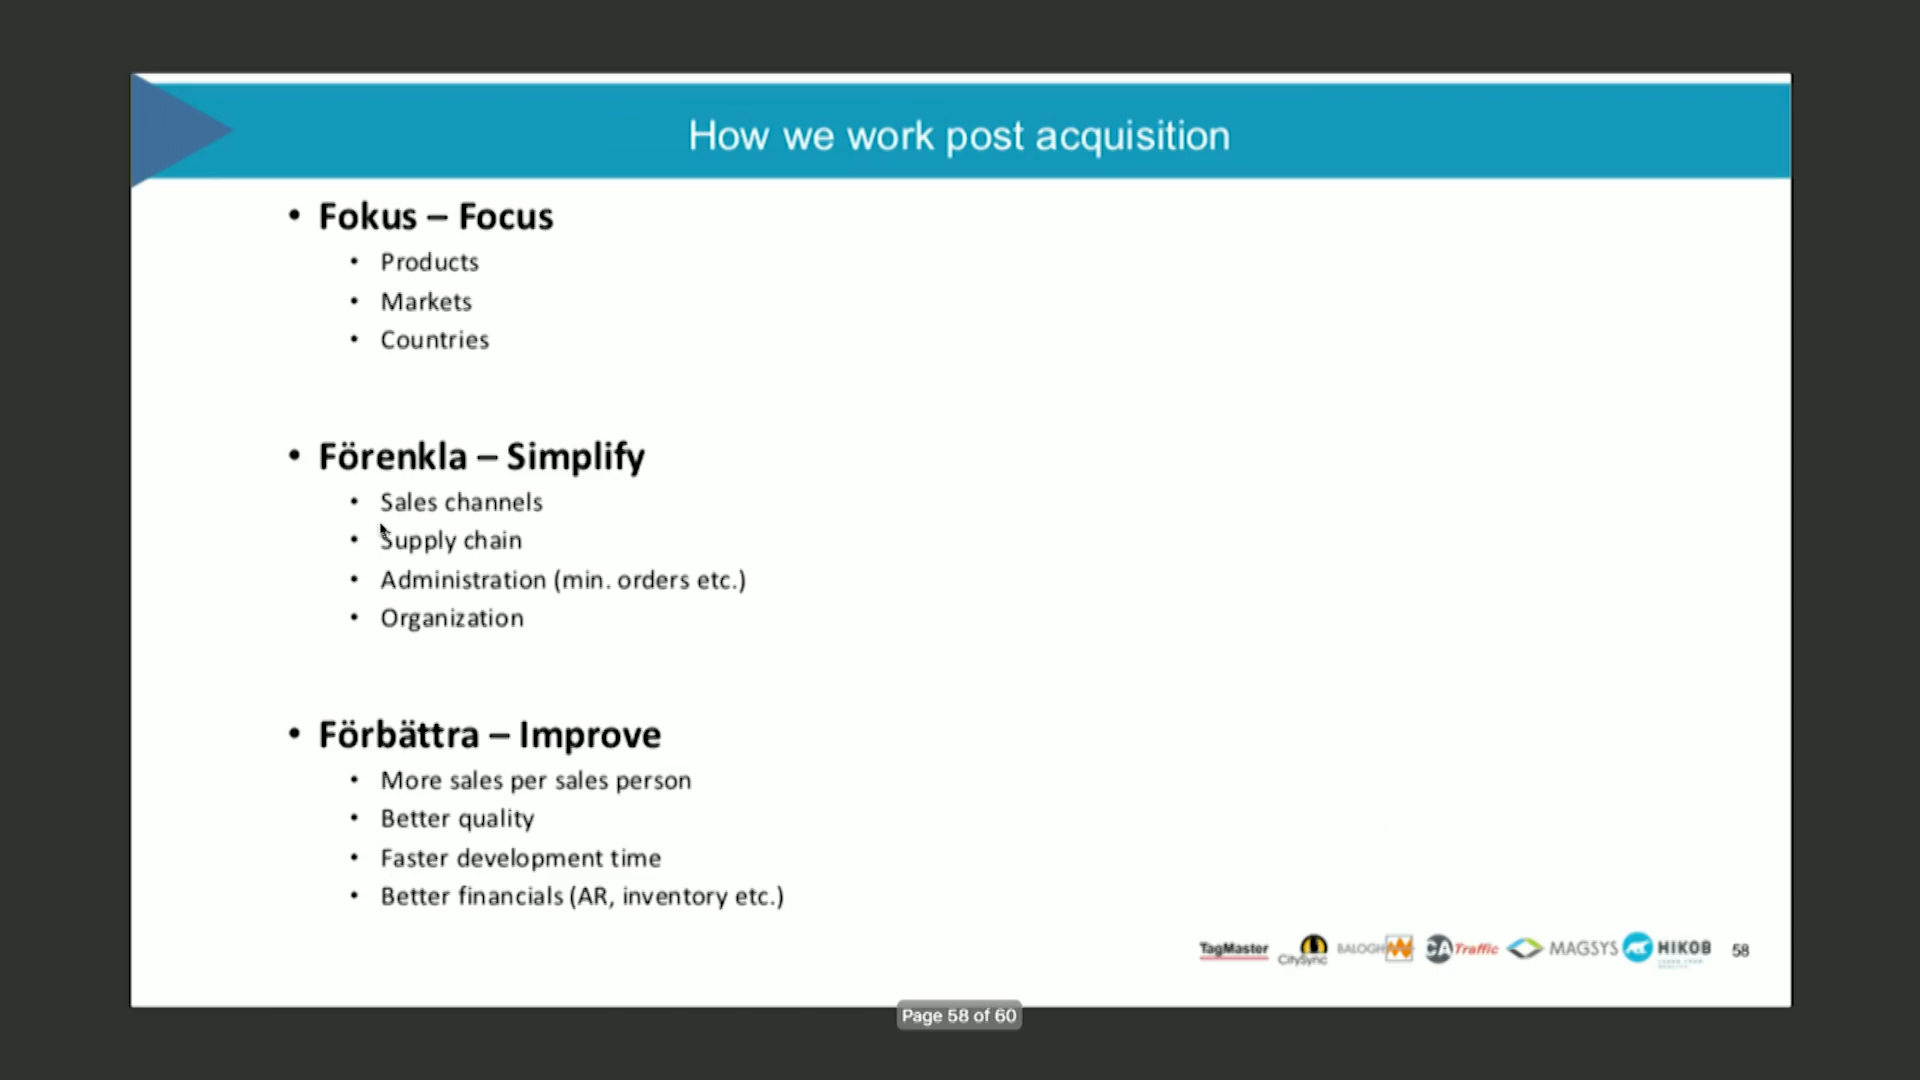 How we work post acquisition
• Fokus – Focus
• Products
• Markets
• Countries
• Förenkla – Simplify
• Sales channels
• Supply chain
• Administration (min. orders etc.)
• Organization
• Förbättra – Improve
• More sales per sales person
• Better quality
• Faster development time
• Better financials (AR, inventory etc.)
TagMaster CitySync BALOGH CA Traffic MAGSYS HIKOB 58
Page 58 of 60